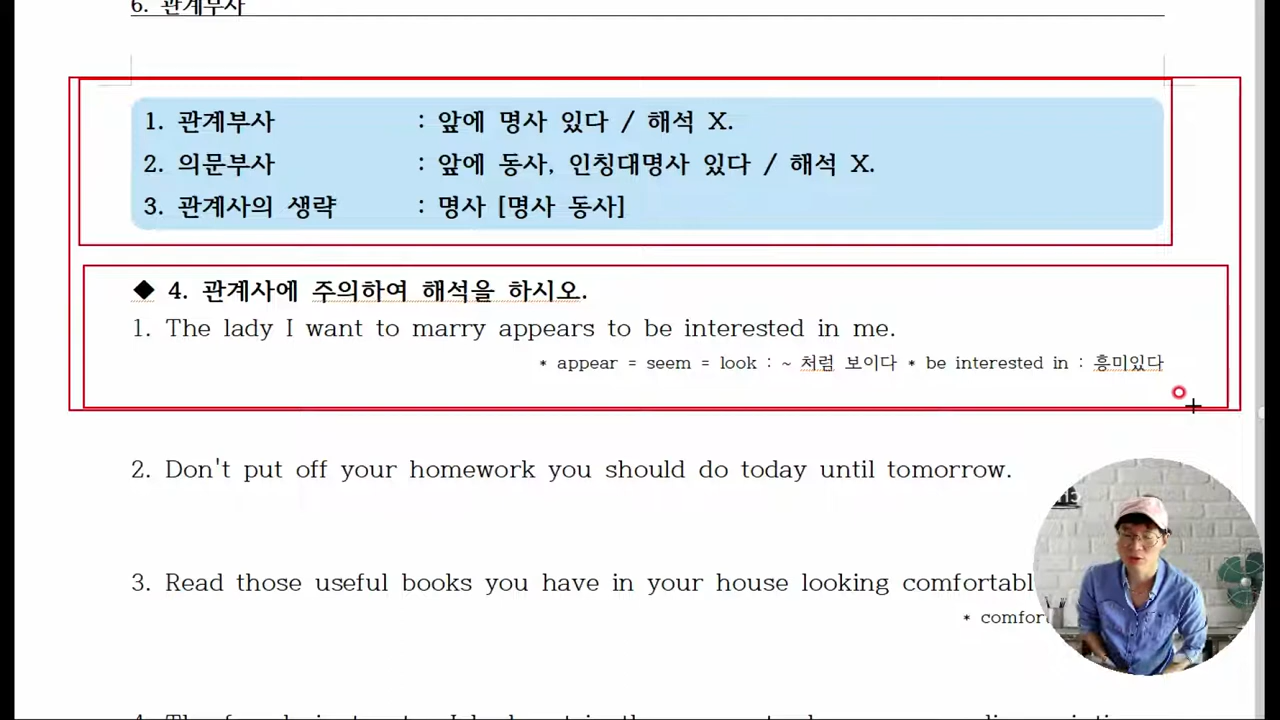 6. 관계부사
1. 관계부사 : 앞에 명사 있다 / 해석 X.
2. 의문부사 : 앞에 동사, 인칭대명사 있다 / 해석 X.
3. 관계사의 생략 : 명사 [명사 동사]
◆ 4. 관계사에 주의하여 해석을 하시오.
1. The lady I want to marry appears to be interested in me.
* appear = seem = look : ~ 처럼 보이다 * be interested in : 흥미있다
2. Don't put off your homework you should do today until tomorrow.
3. Read those useful books you have in your house looking comfortabl
* comfor